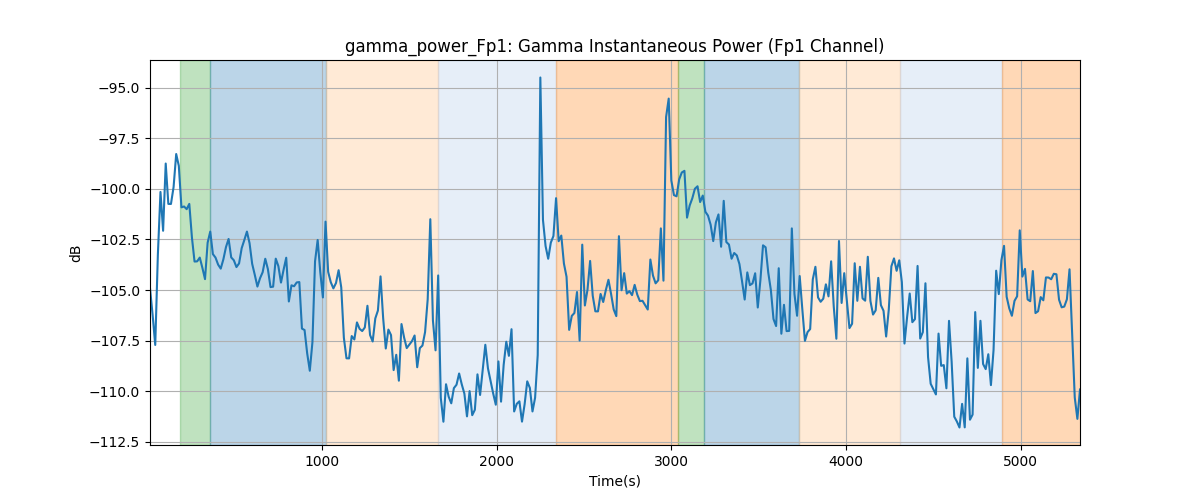 gamma_power_Fp1: Gamma Instantaneous Power (Fp1 Channel)
dB
−95.0
−97.5
−100.0
−102.5
−105.0
−107.5
−110.0
−112.5
1000 2000 3000 4000 5000
Time(s)